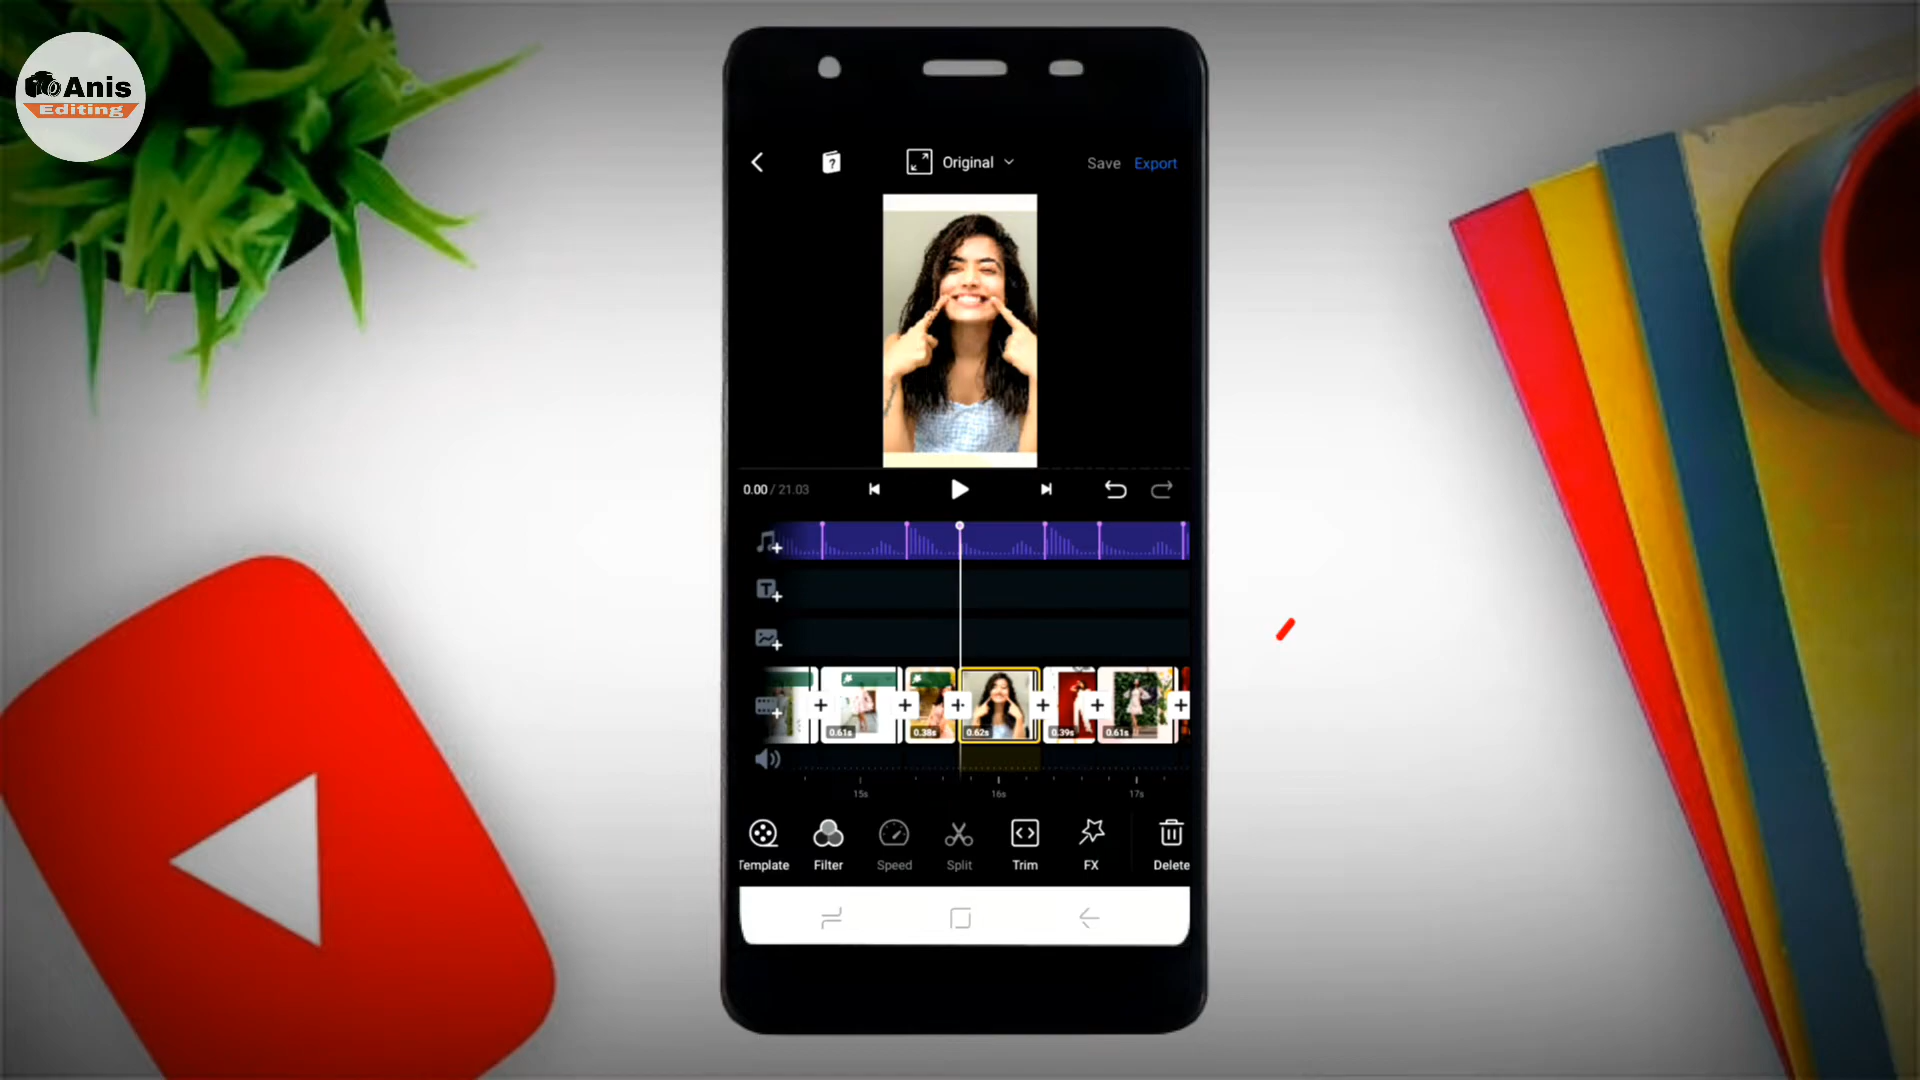 Anis
Editing
Original
Save Export
0.00 / 21.03
0.61s 0.38s 0.62s 0.39s 0.61s
15s 16s 17s
Template Filter Speed Split Trim FX Delete